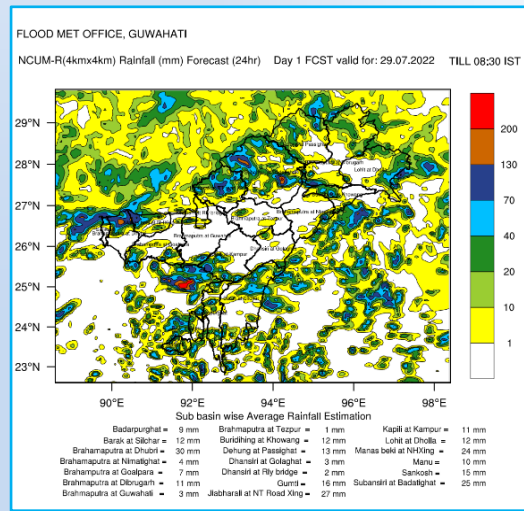 FLOOD MET OFFICE, GUWAHATI
NCUM-R(4kmx4km) Rainfall (mm) Forecast (24hr) Day 1 FCST valid for: 29.07.2022 TILL 08:30 IST
29°N
28°N
27°N
26°N
25°N
24°N
23°N
90°E 92°E 94°E 96°E 98°E
200
130
70
40
20
10
1
Lohit at Dholla
Dhansiri at Golaghat
Sub basin wise Average Rainfall Estimation
Badarpurghat = 9 mm Brahmaputra at Tezpur = 1 mm Kapili at Kampur = 11 mm
Barak at Silchar = 12 mm Buridihing at Khowang = 12 mm Lohit at Dholla = 12 mm
Brahamaputra at Dhubri = 30 mm Dehung at Passighat = 13 mm Manas beki at NHXing = 24 mm
Brahamaputra at Nimatighat = 4 mm Dhansiri at Golaghat = 3 mm Manu = 10 mm
Brahamaputra at Goalpara = 7 mm Dhansiri at Rly bridge = 2 mm Sankosh = 15 mm
Brahmaputra at Dibrugarh = 11 mm Gumti = 16 mm Subansiri at Badatighat = 25 mm
Brahmaputra at Guwahati = 3 mm Jiabharali at NT Road Xing = 27 mm